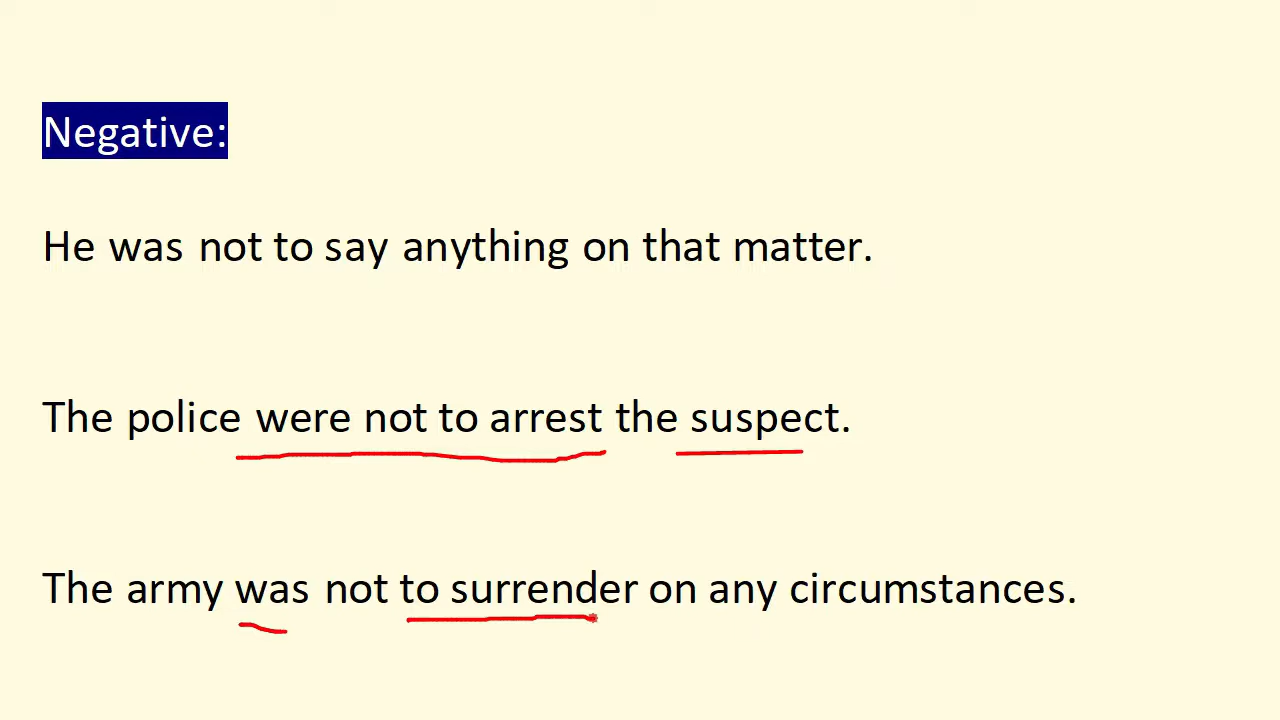 Negative:
He was not to say anything on that matter.
The police were not to arrest the suspect.
The army was not to surrender on any circumstances.